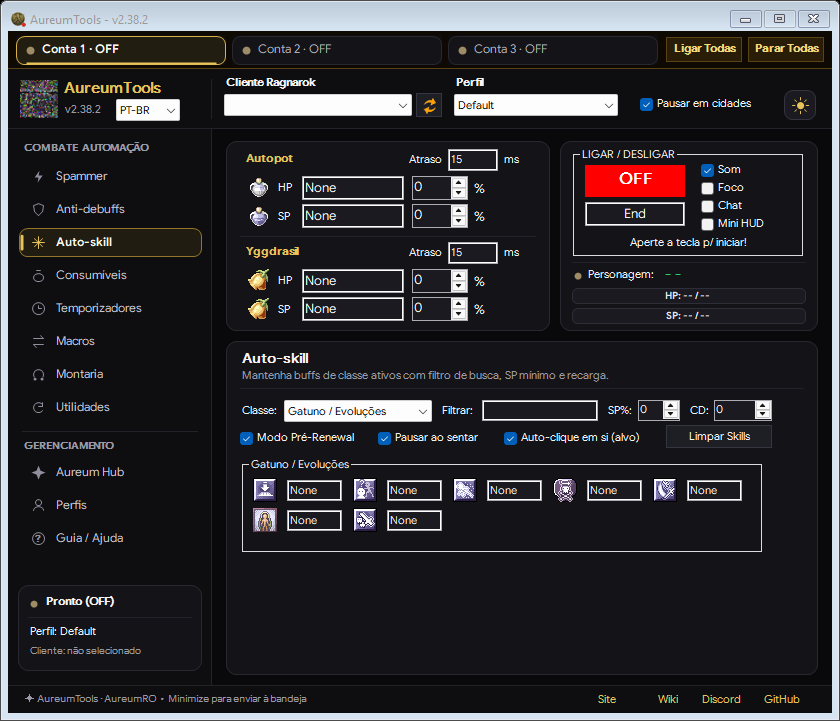 AureumTools - v2.38.2
Conta 1 · OFF
Conta 2 · OFF
Conta 3 · OFF
Ligar Todas
Parar Todas
AureumTools
v2.38.2
PT-BR
Cliente Ragnarok
Perfil
Default
Pausar em cidades
COMBATE AUTOMAÇÃO
Spammer
Anti-debuffs
Auto-skill
Consumíveis
Temporizadores
Macros
Montaria
Utilidades
GERENCIAMENTO
Aureum Hub
Perfis
Guia / Ajuda
Pronto (OFF)
Perfil: Default
Cliente: não selecionado
Autopot
Atraso 15 ms
HP None 0 %
SP None 0 %
Yggdrasil
Atraso 15 ms
HP None 0 %
SP None 0 %
LIGAR / DESLIGAR
OFF
End
Som
Foco
Chat
Mini HUD
Aperte a tecla p/ iniciar!
Personagem: - -
HP: -- / --
SP: -- / --
Auto-skill
Mantenha buffs de classe ativos com filtro de busca, SP mínimo e recarga.
Classe: Gatuno / Evoluções Filtrar: SP%: 0 CD: 0
Modo Pré-Renewal Pausar ao sentar Auto-clique em si (alvo) Limpar Skills
Gatuno / Evoluções
None None None None None
None None
AureumTools · AureumRO • Minimize para enviar à bandeja
Site Wiki Discord GitHub